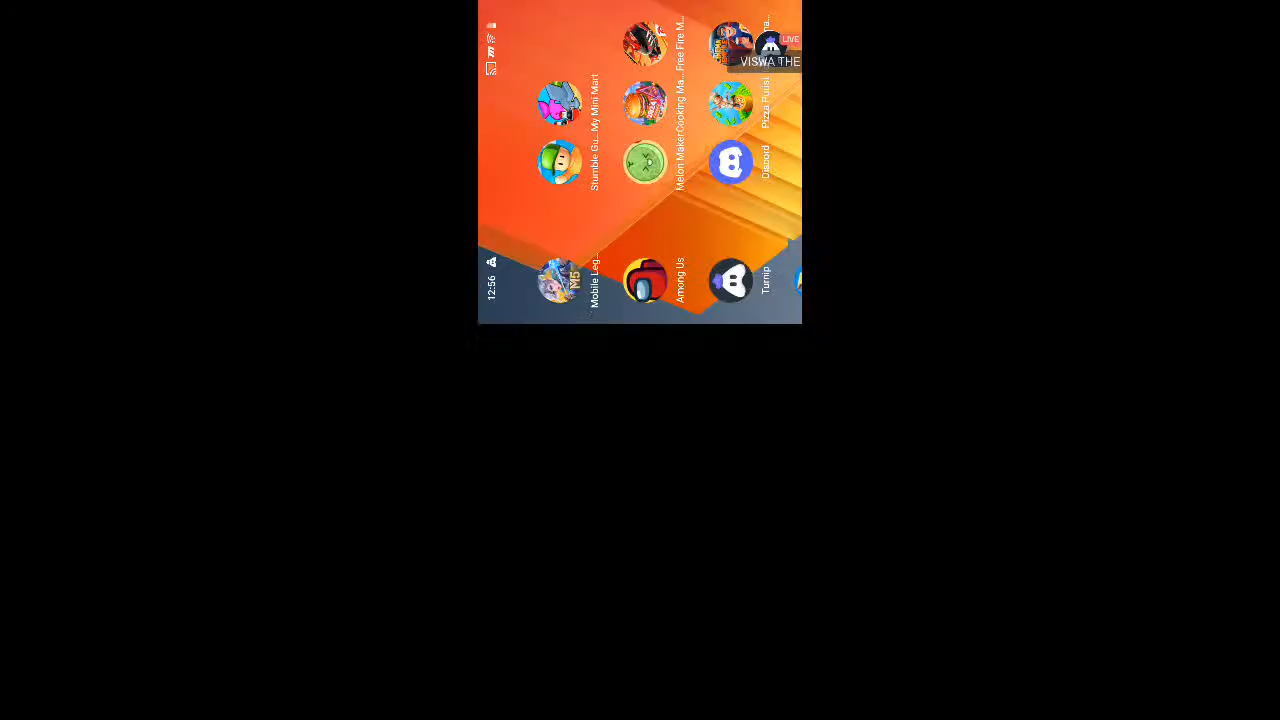 12:56
Mobile Leg...
Stumble Gu...
My Mini Mart
Among Us
Melon Maker
Cooking Ma...
Free Fire M...
Turnip
Discord
Pizza Purist
M5
LIVE
VISWA THE